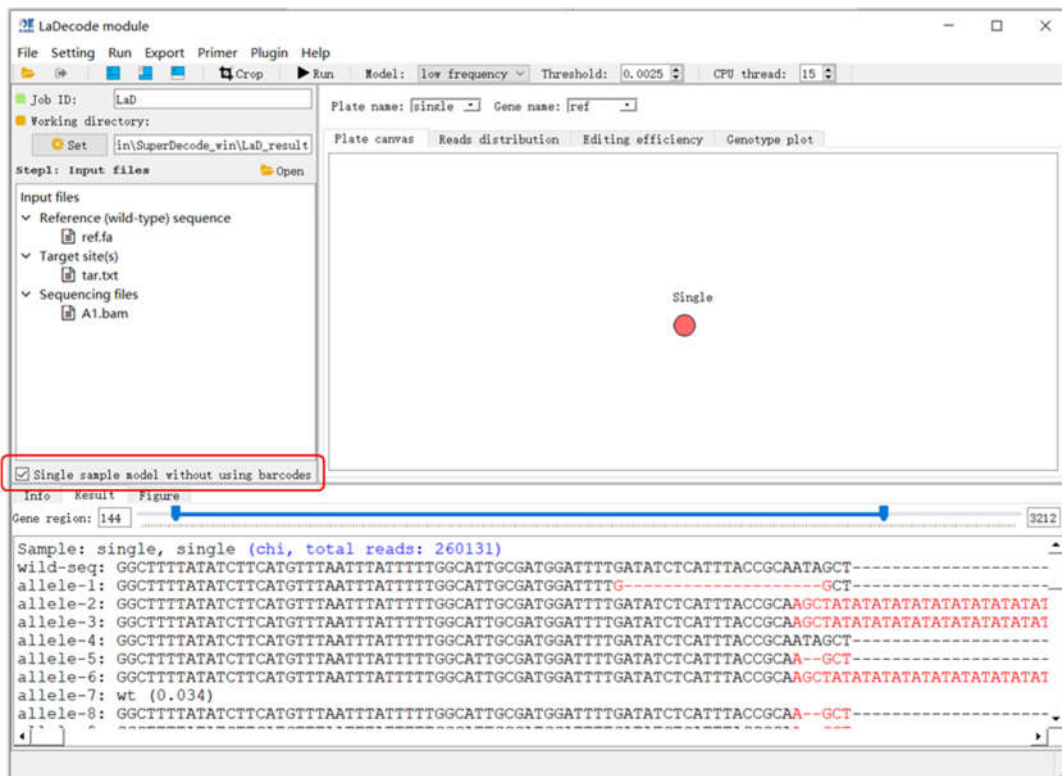 LaDecode module
File Setting Run Export Primer Plugin Help
Crop Run Model: low frequency Threshold: 0.0025 CPU thread: 15
Job ID: LaD
Working directory:
Set in\SuperDecode_win\LaD_result
Step1: Input files Open
Input files
Reference (wild-type) sequence
ref.fa
Target site(s)
tar.txt
Sequencing files
A1.bam
Single sample model without using barcodes
Plate name: single Gene name: ref
Plate canvas Reads distribution Editing efficiency Genotype plot
Single
Info Result Figure
Gene region: 144 3212
Sample: single, single (chi, total reads: 260131)
wild-seq: GGCTTTTATATCTTCATGTTTAATTTATTTTTGGCATTGCGATGGATTTTGATATCTCATTTACCGCAATAGCT--------------------
allele-1: GGCTTTTATATCTTCATGTTTAATTTATTTTTGGCATTGCGATGGATTTTG--------------------GCT--------------------
allele-2: GGCTTTTATATCTTCATGTTTAATTTATTTTTGGCATTGCGATGGATTTTGATATCTCATTTACCGCAAGCTATATATATATATATATATATAT
allele-3: GGCTTTTATATCTTCATGTTTAATTTATTTTTGGCATTGCGATGGATTTTGATATCTCATTTACCGCAAGCTATATATATATATATATATATAT
allele-4: GGCTTTTATATCTTCATGTTTAATTTATTTTTGGCATTGCGATGGATTTTGATATCTCATTTACCGCAATAGCT--------------------
allele-5: GGCTTTTATATCTTCATGTTTAATTTATTTTTGGCATTGCGATGGATTTTGATATCTCATTTACCGCAA--GCT--------------------
allele-6: GGCTTTTATATCTTCATGTTTAATTTATTTTTGGCATTGCGATGGATTTTGATATCTCATTTACCGCAAGCTATATATATATATATATATATAT
allele-7: wt (0.034)
allele-8: GGCTTTTATATCTTCATGTTTAATTTATTTTTGGCATTGCGATGGATTTTGATATCTCATTTACCGCAA--GCT--------------------